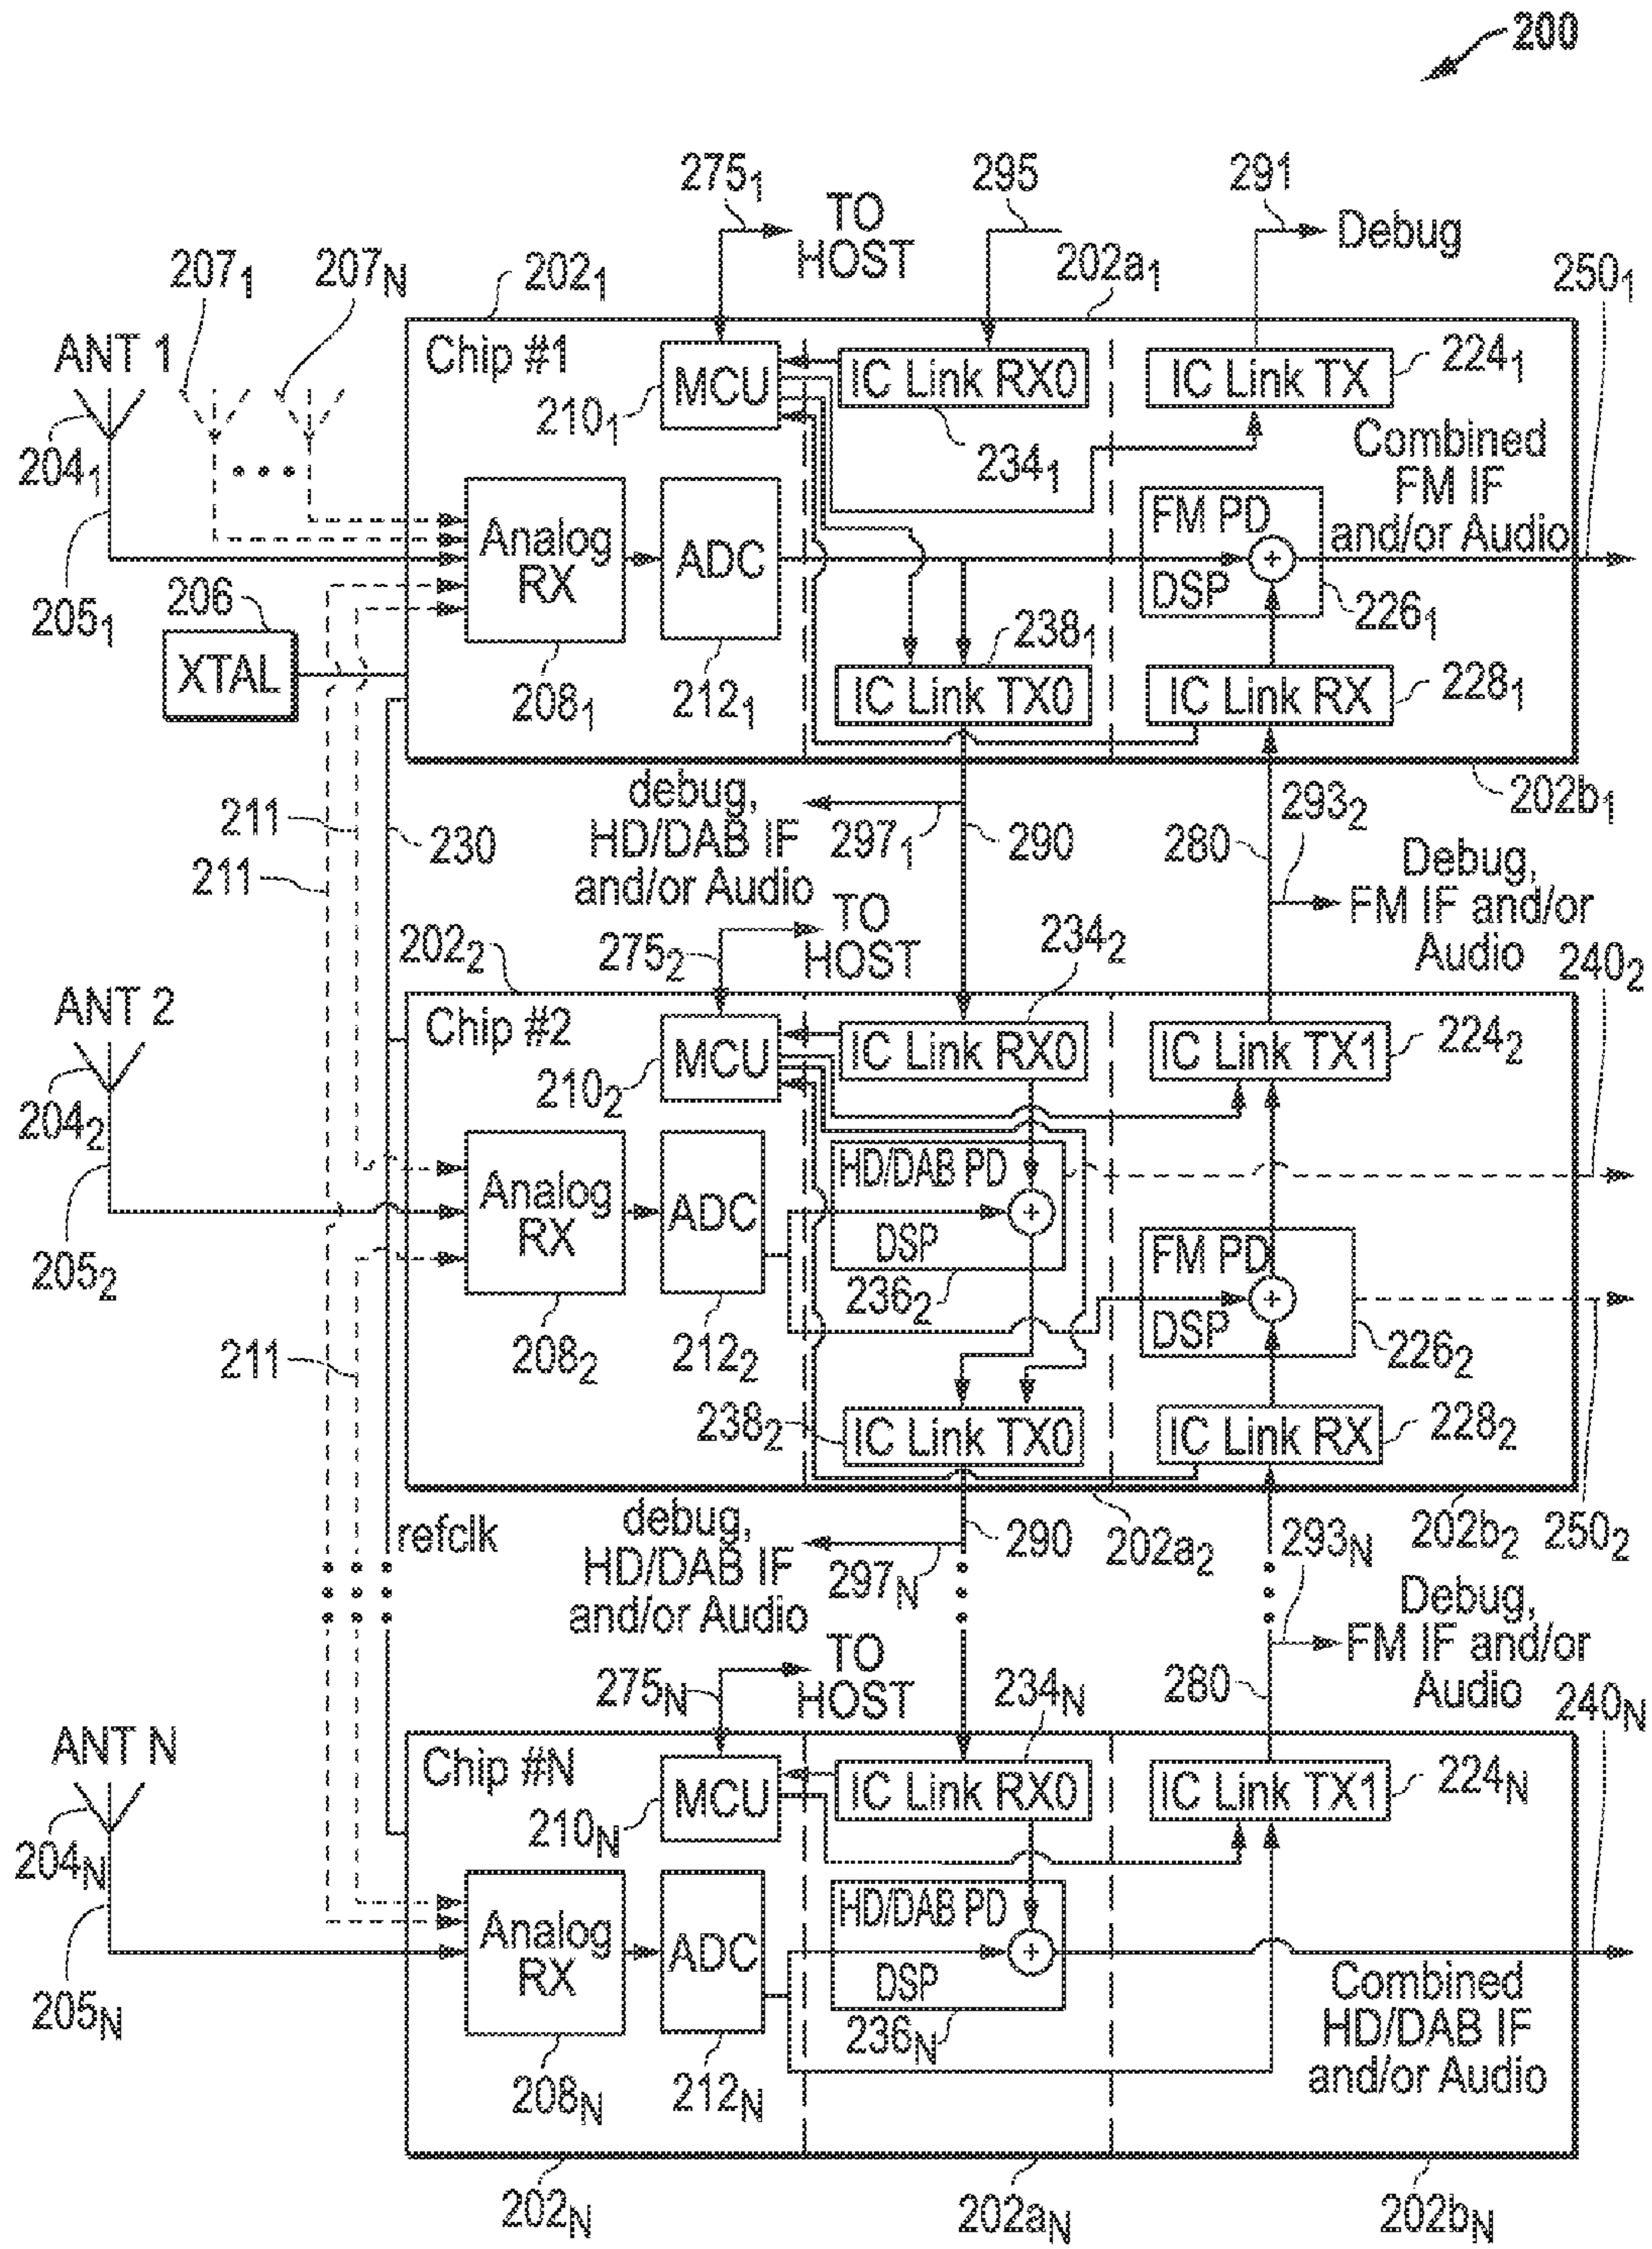 200
275₁
TO
HOST
295
291
Debug
207₁
207N
202₁
202a₁
250₁
ANT 1
Chip #1
MCU
IC Link RX0
IC Link TX
224₁
210₁
234₁
204₁
Combined
FM IF
and/or Audio
Analog
RX
ADC
FM PD
DSP
+
226₁
205₁
206
XTAL
208₁
212₁
238₁
IC Link TX0
IC Link RX
228₁
211
211
230
debug,
HD/DAB IF
and/or Audio
297₁
290
280
293₂
202b₁
Debug,
FM IF and/or
Audio
202₂
275₂
TO
HOST
234₂
240₂
ANT 2
Chip #2
MCU
IC Link RX0
IC Link TX1
224₂
210₂
204₂
Analog
RX
ADC
HD/DAB PD
DSP
+
236₂
FM PD
DSP
+
226₂
205₂
211
208₂
212₂
238₂
IC Link TX0
IC Link RX
228₂
refclk
debug,
HD/DAB IF
and/or Audio
297N
290
202a₂
293N
202b₂
250₂
Debug,
FM IF and/or
Audio
275N
TO
HOST
234N
280
240N
ANT N
Chip #N
MCU
IC Link RX0
IC Link TX1
224N
210N
204N
Analog
RX
ADC
HD/DAB PD
DSP
+
236N
205N
208N
212N
Combined
HD/DAB IF
and/or Audio
202N
202aN
202bN